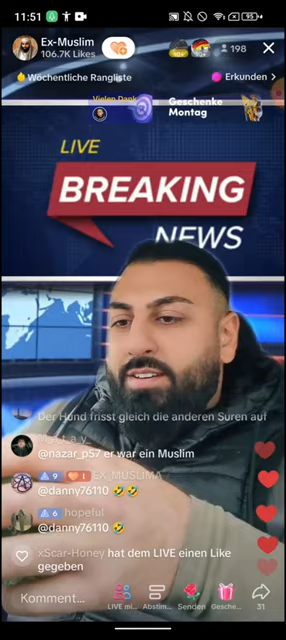 11:51
95
Ex-Muslim
106.7K Likes
198
Wöchentliche Rangliste
Erkunden >
Vielen Dank
Geschenke
Montag
LIVE
BREAKING
NEWS
Der Hund frisst gleich die anderen Suren auf
@nazar_p57 er war ein Muslim
9 1 EX_MUSLIMA
@danny76110 🤣🤣
6 hopeful
@danny76110 🤣
xScar-Honey hat dem LIVE einen Like
gegeben
Komment...
LIVE mi...
Abstim...
Senden
Gesche...
31